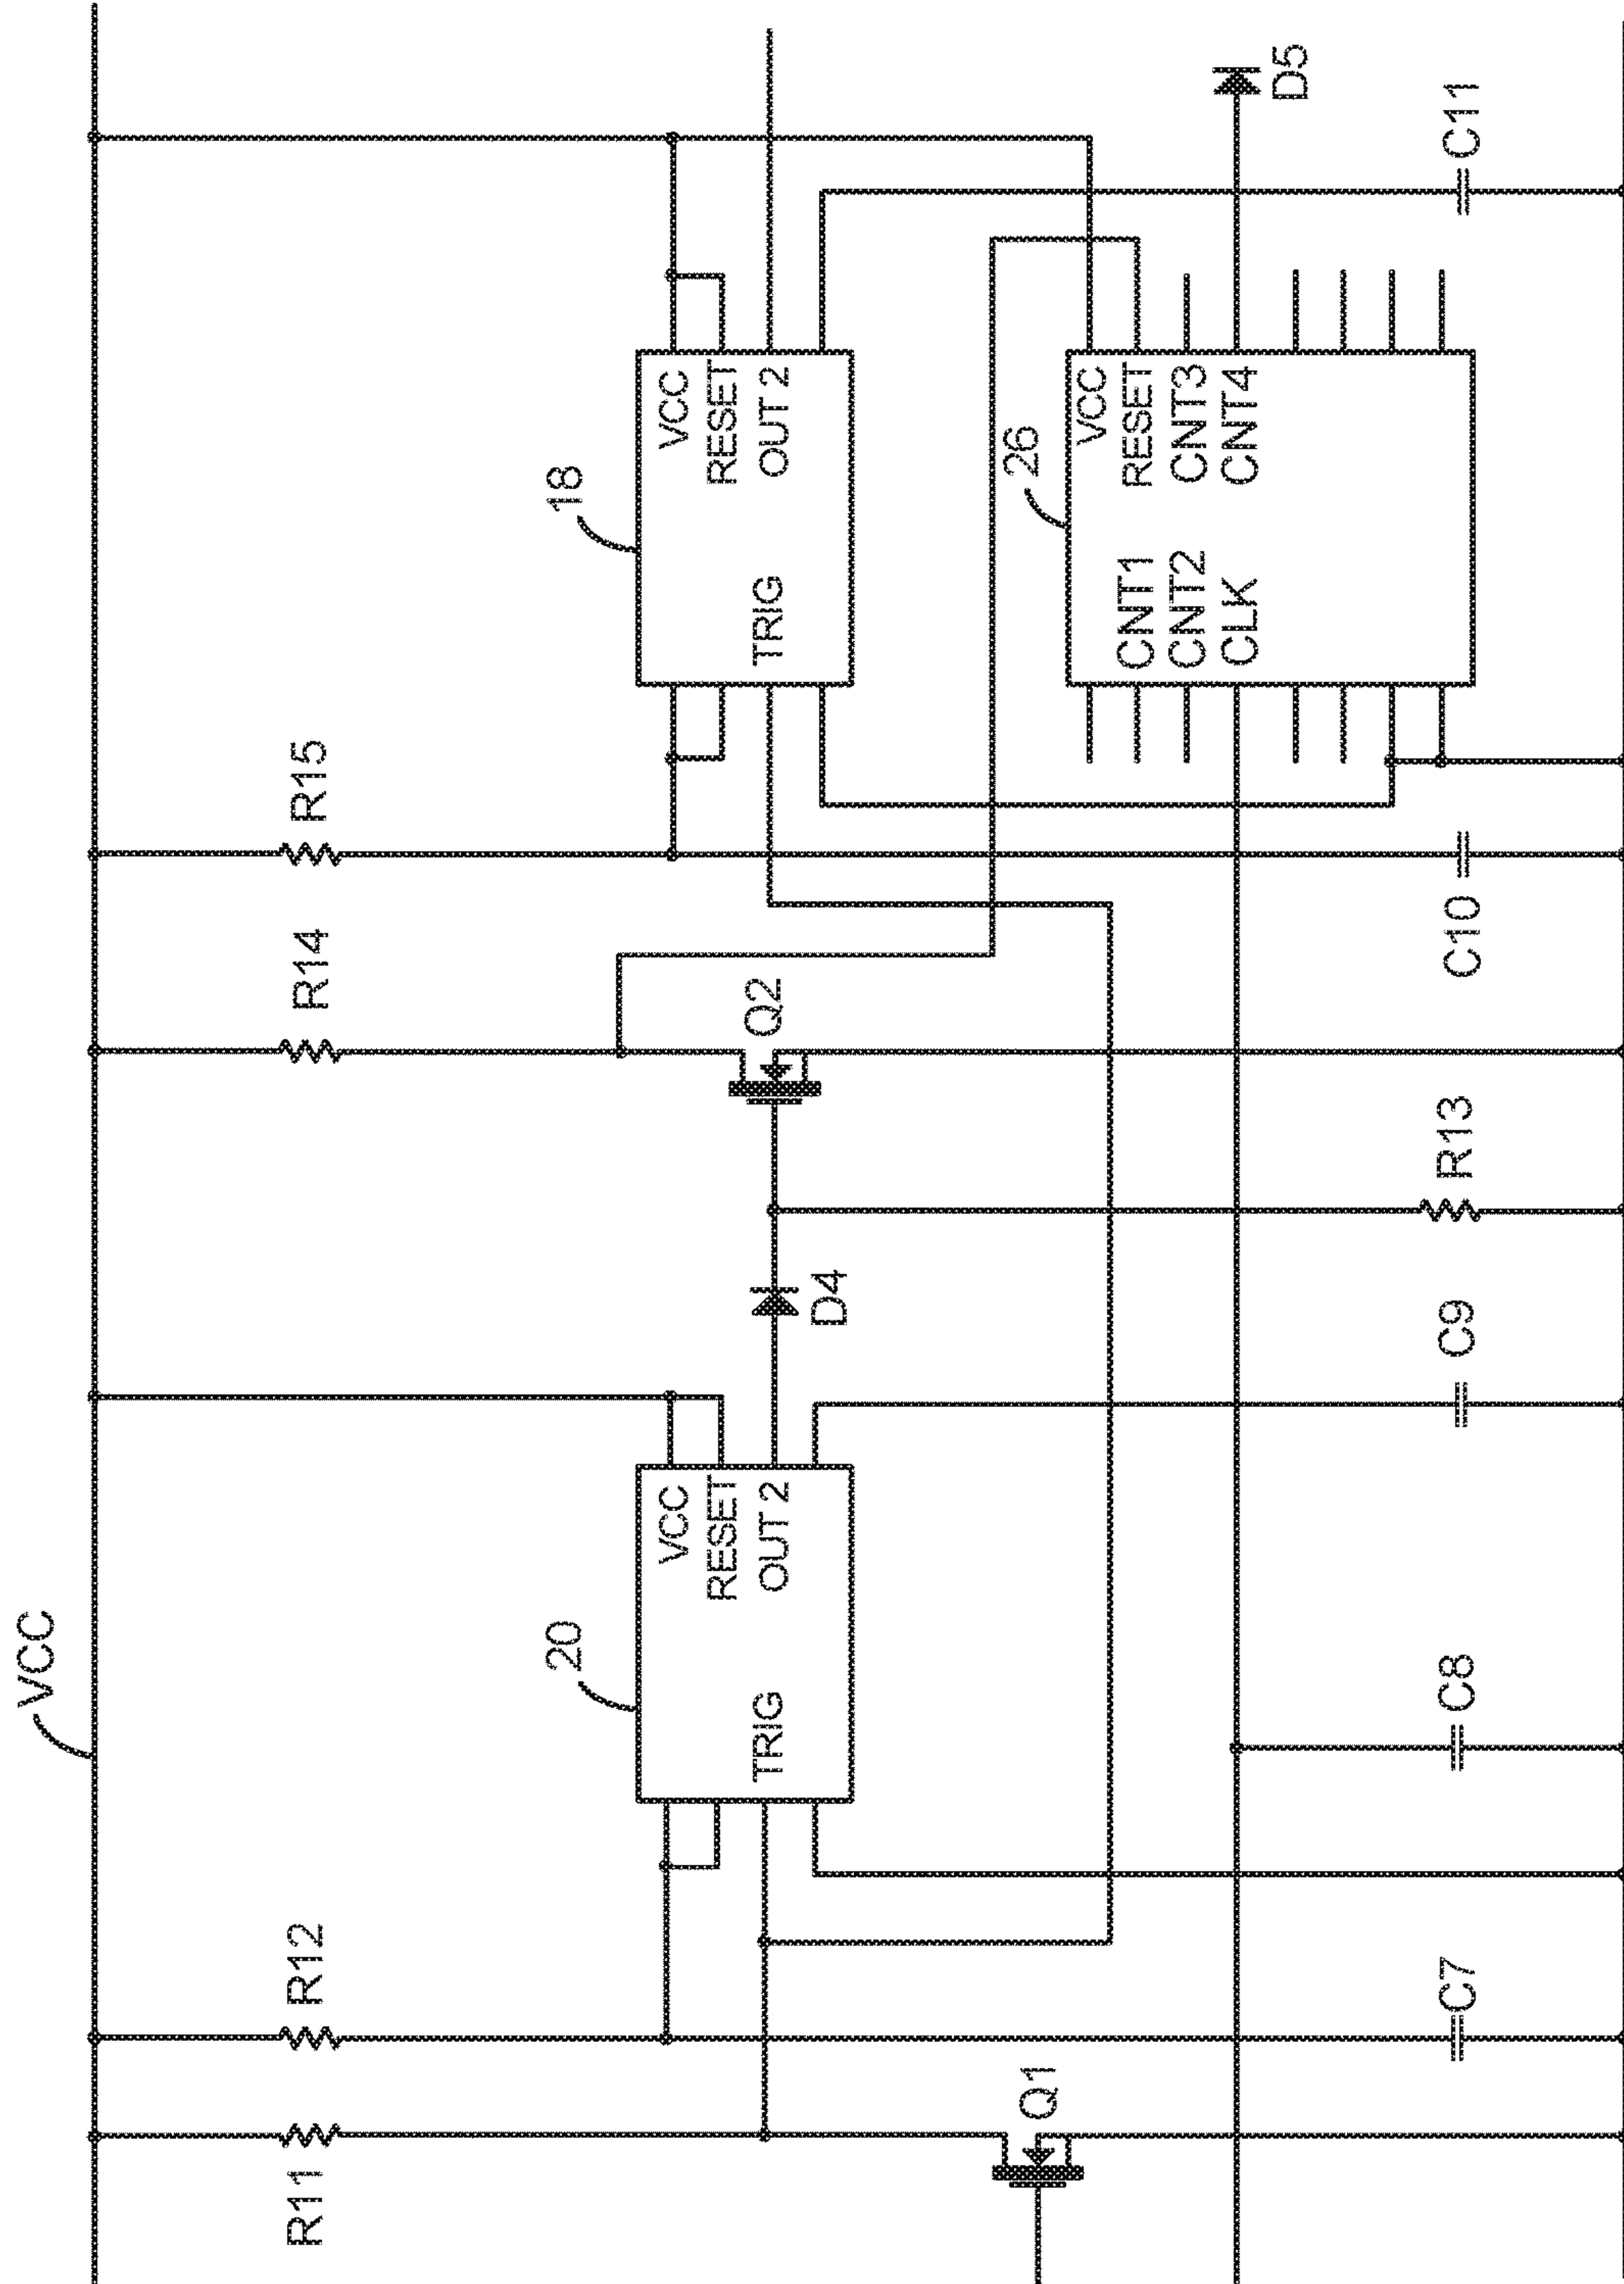 VCC
R11
R12
R14
R15
20
VCC
RESET
TRIG
OUT 2
18
VCC
RESET
TRIG
OUT 2
D4
Q2
Q1
26
VCC
CNT1
RESET
CNT2
CNT3
CLK
CNT4
D5
C7
C8
C9
R13
C10
C11